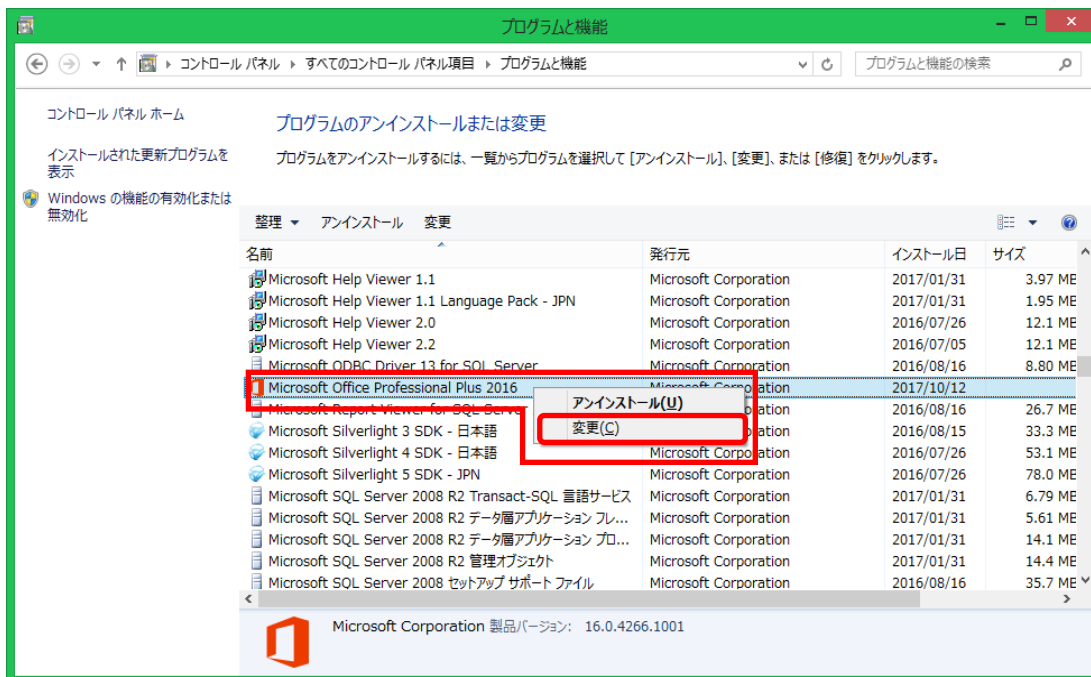 プログラムと機能
コントロール パネル すべてのコントロール パネル項目 プログラムと機能
プログラムと機能の検索
コントロール パネル ホーム
インストールされた更新プログラムを
表示
Windows の機能の有効化または
無効化
プログラムのアンインストールまたは変更
プログラムをアンインストールするには、一覧からプログラムを選択して [アンインストール]、[変更]、または [修復] をクリックします。
整理 アンインストール 変更
名前 発行元 インストール日 サイズ
Microsoft Help Viewer 1.1 Microsoft Corporation 2017/01/31 3.97 MB
Microsoft Help Viewer 1.1 Language Pack - JPN Microsoft Corporation 2017/01/31 1.95 MB
Microsoft Help Viewer 2.0 Microsoft Corporation 2016/07/26 12.1 MB
Microsoft Help Viewer 2.2 Microsoft Corporation 2016/07/05 12.1 MB
Microsoft ODBC Driver 13 for SQL Server Microsoft Corporation 2016/08/16 8.80 MB
Microsoft Office Professional Plus 2016 Microsoft Corporation 2017/10/12
アンインストール(U)
Microsoft Report Viewer for SQL Server 2016/08/16 26.7 MB
変更(C)
Microsoft Silverlight 3 SDK - 日本語 2016/08/15 33.3 MB
Microsoft Silverlight 4 SDK - 日本語 Microsoft Corporation 2016/07/26 53.1 MB
Microsoft Silverlight 5 SDK - JPN Microsoft Corporation 2016/07/26 78.0 MB
Microsoft SQL Server 2008 R2 Transact-SQL 言語サービス Microsoft Corporation 2017/01/31 6.79 MB
Microsoft SQL Server 2008 R2 データ層アプリケーション フレ... Microsoft Corporation 2017/01/31 5.61 MB
Microsoft SQL Server 2008 R2 データ層アプリケーション プロ... Microsoft Corporation 2017/01/31 14.1 MB
Microsoft SQL Server 2008 R2 管理オブジェクト Microsoft Corporation 2017/01/31 14.4 MB
Microsoft SQL Server 2008 セットアップ サポート ファイル Microsoft Corporation 2016/08/16 35.7 MB
Microsoft Corporation 製品バージョン: 16.0.4266.1001